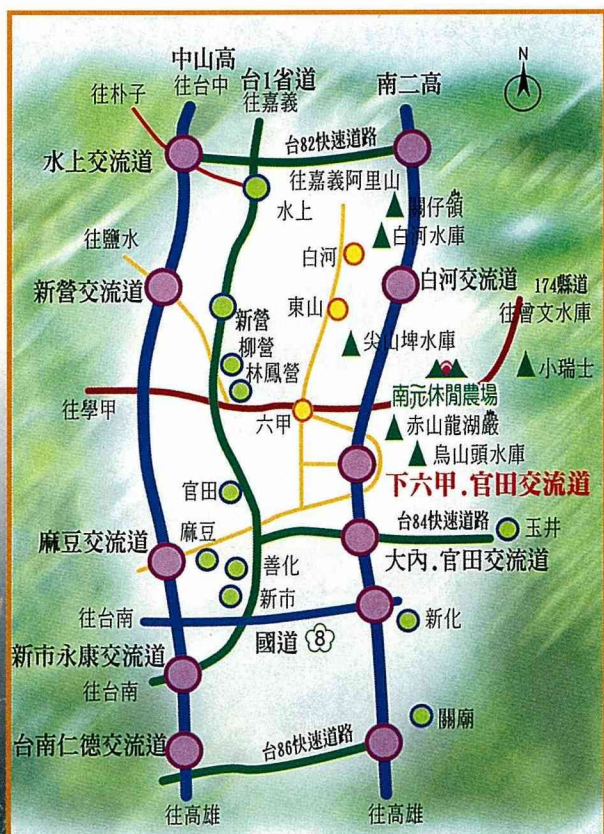 N
中山高
往台中
台1省道
往嘉義
南二高
往朴子
台82快速道路
水上交流道
水上
往嘉義阿里山
關仔嶺
白河水庫
往鹽水
白河
白河交流道
174縣道
往曾文水庫
新營交流道
新營
東山
柳營
尖山埤水庫
小瑞士
林鳳營
南元休閒農場
往學甲
六甲
赤山龍湖巖
烏山頭水庫
官田
下六甲.官田交流道
台84快速道路
玉井
麻豆交流道
麻豆
善化
大內.官田交流道
新市
往台南
國道 8
新化
新市永康交流道
往台南
關廟
台南仁德交流道
台86快速道路
往高雄
往高雄